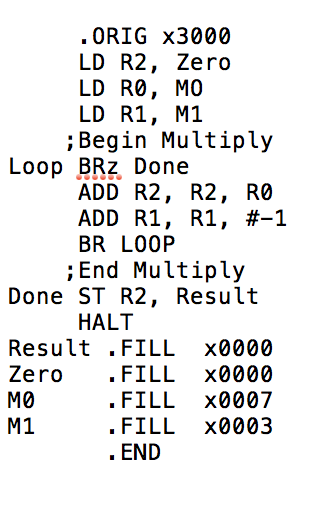 .ORIG x3000
LD R2, Zero
LD R0, M0
LD R1, M1
;Begin Multiply
Loop BRz Done
ADD R2, R2, R0
ADD R1, R1, #-1
BR LOOP
;End Multiply
Done ST R2, Result
HALT
Result .FILL x0000
Zero .FILL x0000
M0 .FILL x0007
M1 .FILL x0003
.END